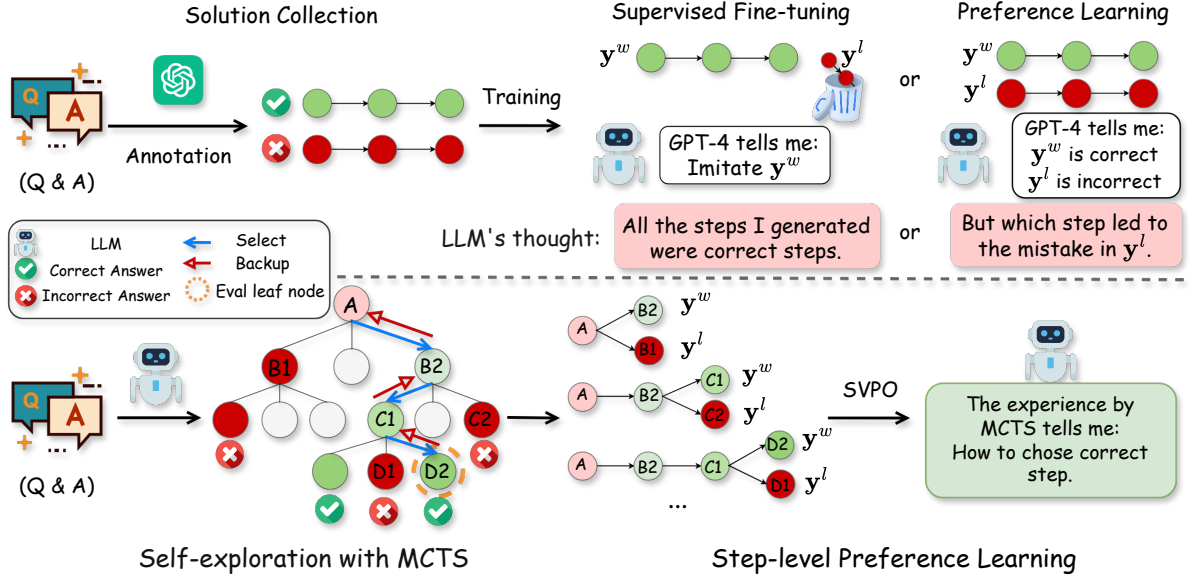 Solution Collection
Supervised Fine-tuning
Preference Learning
Q
A
(Q & A)
Annotation
Training
y^w
y^l
or
y^w
y^l
GPT-4 tells me:
Imitate y^w
GPT-4 tells me:
y^w is correct
y^l is incorrect
LLM's thought:
All the steps I generated
were correct steps.
or
But which step led to
the mistake in y^l.
LLM
Correct Answer
Incorrect Answer
Select
Backup
Eval leaf node
Q
A
(Q & A)
A
B1
B2
C1
C2
D1
D2
A
B2
y^w
B1
y^l
A
B2
C1
y^w
C2
y^l
A
B2
C1
D2
y^w
D1
y^l
...
SVPO
The experience by
MCTS tells me:
How to chose correct
step.
Self-exploration with MCTS
Step-level Preference Learning